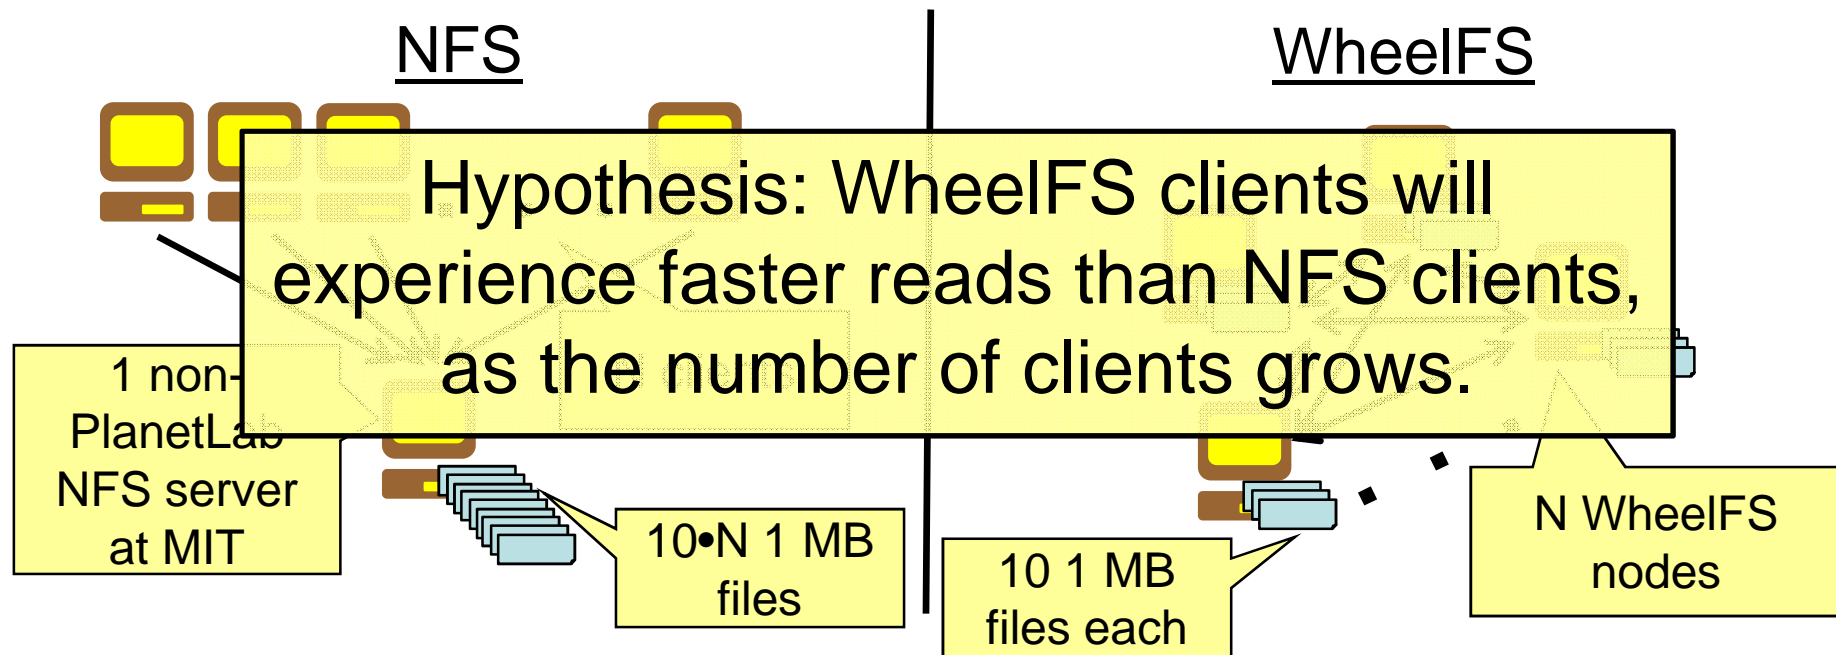 NFS
WheelFS
Hypothesis: WheelFS clients will
experience faster reads than NFS clients,
as the number of clients grows.
1 non-
PlanetLab
NFS server
at MIT
10•N 1 MB
files
10 1 MB
files each
N WheelFS
nodes